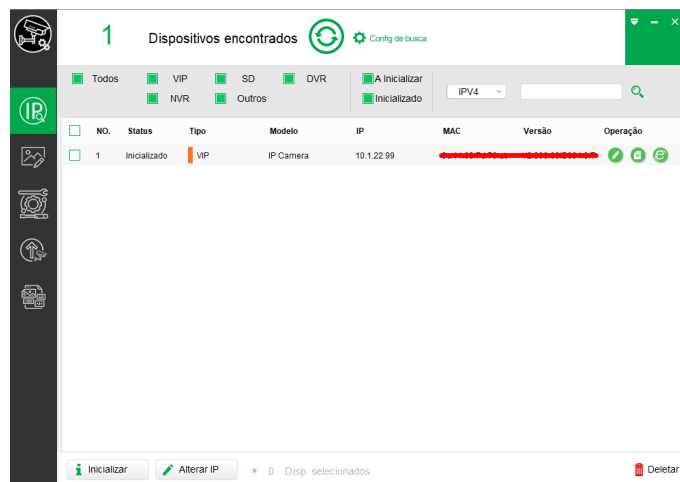 1 Dispositivos encontrados Config de busca
Todos VIP SD DVR A Inicializar
NVR Outros Inicializado
IPV4
NO. Status Tipo Modelo IP MAC Versão Operação
1 Inicializado VIP IP Camera 10.1.22.99
Inicializar Alterar IP * 0 Disp. selecionados Deletar